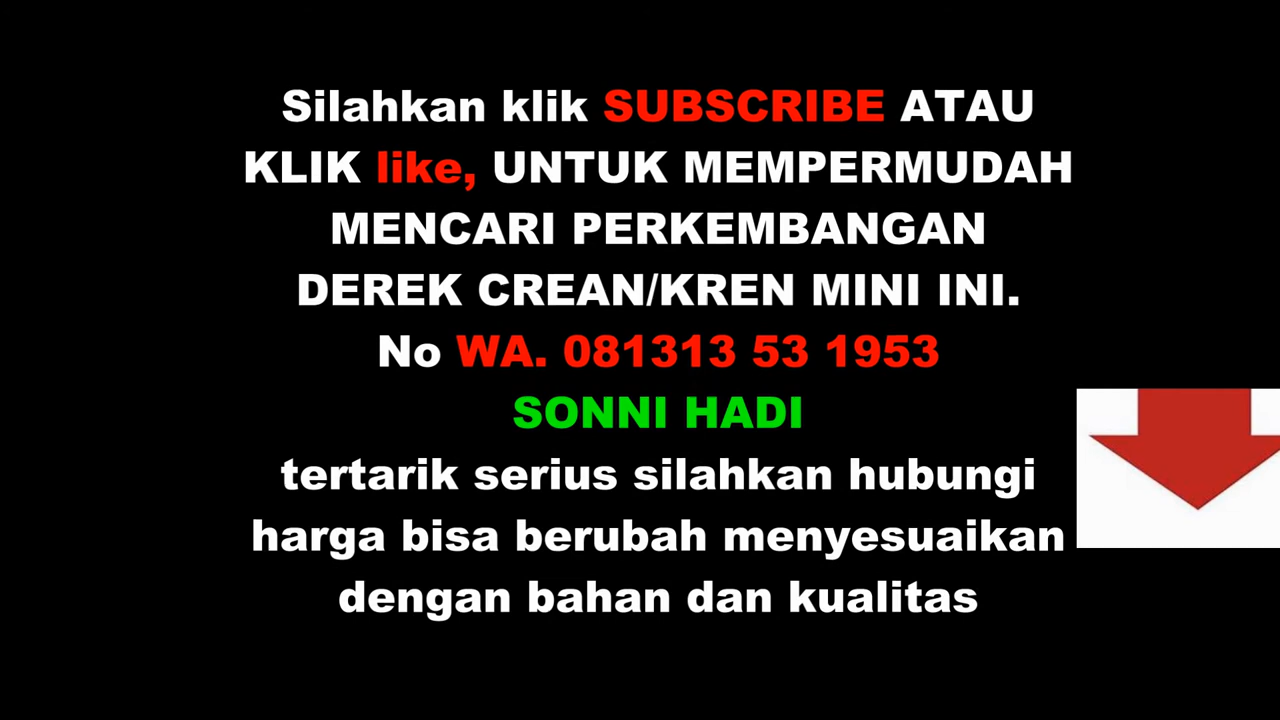 Silahkan klik SUBSCRIBE ATAU
KLIK like, UNTUK MEMPERMUDAH
MENCARI PERKEMBANGAN
DEREK CREAN/KREN MINI INI.
No WA. 081313 53 1953
SONNI HADI
tertarik serius silahkan hubungi
harga bisa berubah menyesuaikan
dengan bahan dan kualitas